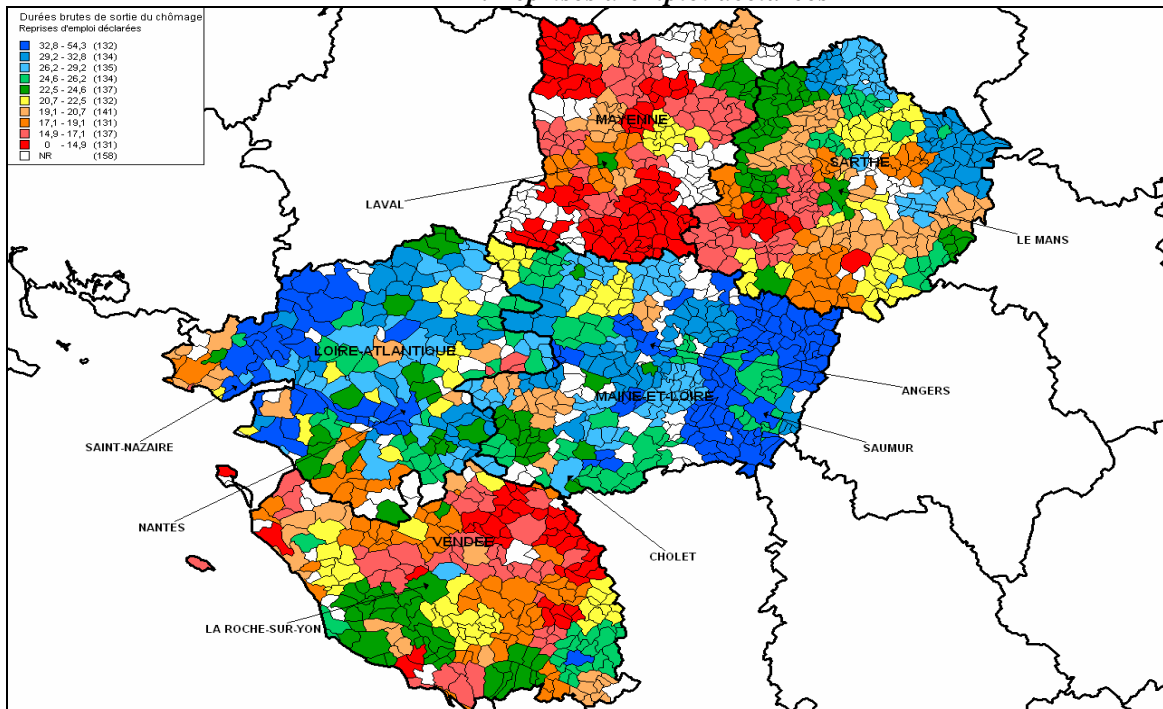 Durées brutes de sortie du chômage
Reprises d'emploi déclarées
32,8 - 54,3 (132)
29,2 - 32,8 (134)
26,2 - 29,2 (135)
24,6 - 26,2 (134)
22,5 - 24,6 (137)
20,7 - 22,5 (132)
19,1 - 20,7 (141)
17,1 - 19,1 (131)
14,9 - 17,1 (137)
0 - 14,9 (131)
NR (158)
MAYENNE
SARTHE
LAVAL
LE MANS
LOIRE-ATLANTIQUE
MAINE-ET-LOIRE
ANGERS
SAINT-NAZAIRE
SAUMUR
NANTES
VENDEE
CHOLET
LA ROCHE-SUR-YON